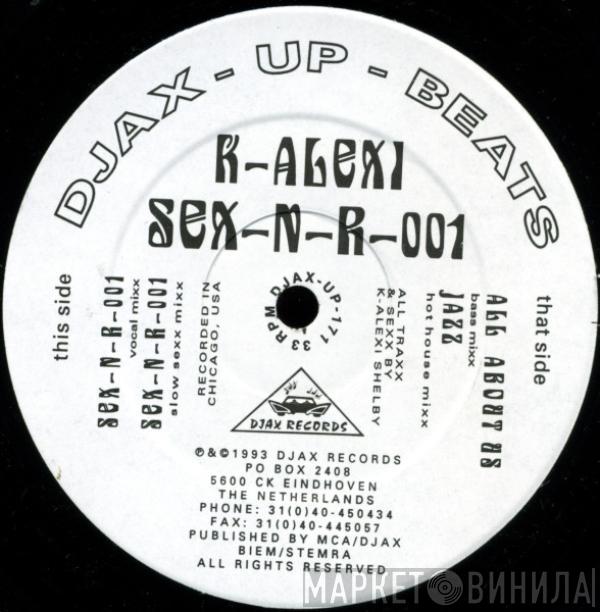 DJAX-UP-BEATS
K-ALEXI
SEX-N-R-001
this side
SEX-N-R-001
vocal mixx
SEX-N-R-001
slow sexx mixx
RECORDED IN
CHICAGO, USA
33 RPM DJAX-UP-171
ALL TRAXX
& SEXX BY
K-ALEXI SHELBY
that side
ALL ABOUT US
bass mixx
JAZZ
hot house mixx
DJAX RECORDS
℗&©1993 DJAX RECORDS
PO BOX 2408
5600 CK EINDHOVEN
THE NETHERLANDS
PHONE: 31(0)40-450434
FAX: 31(0)40-445057
PUBLISHED BY MCA/DJAX
BIEM/STEMRA
ALL RIGHTS RESERVED
МАРКЕТ ВИНИЛА